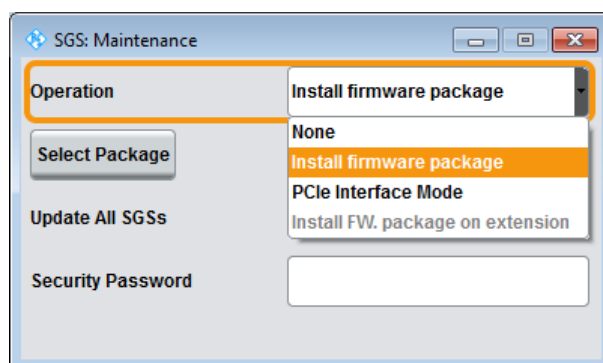 SGS: Maintenance
Operation
Install firmware package
None
Select Package
Install firmware package
PCIe Interface Mode
Update All SGSs
Install FW. package on extension
Security Password